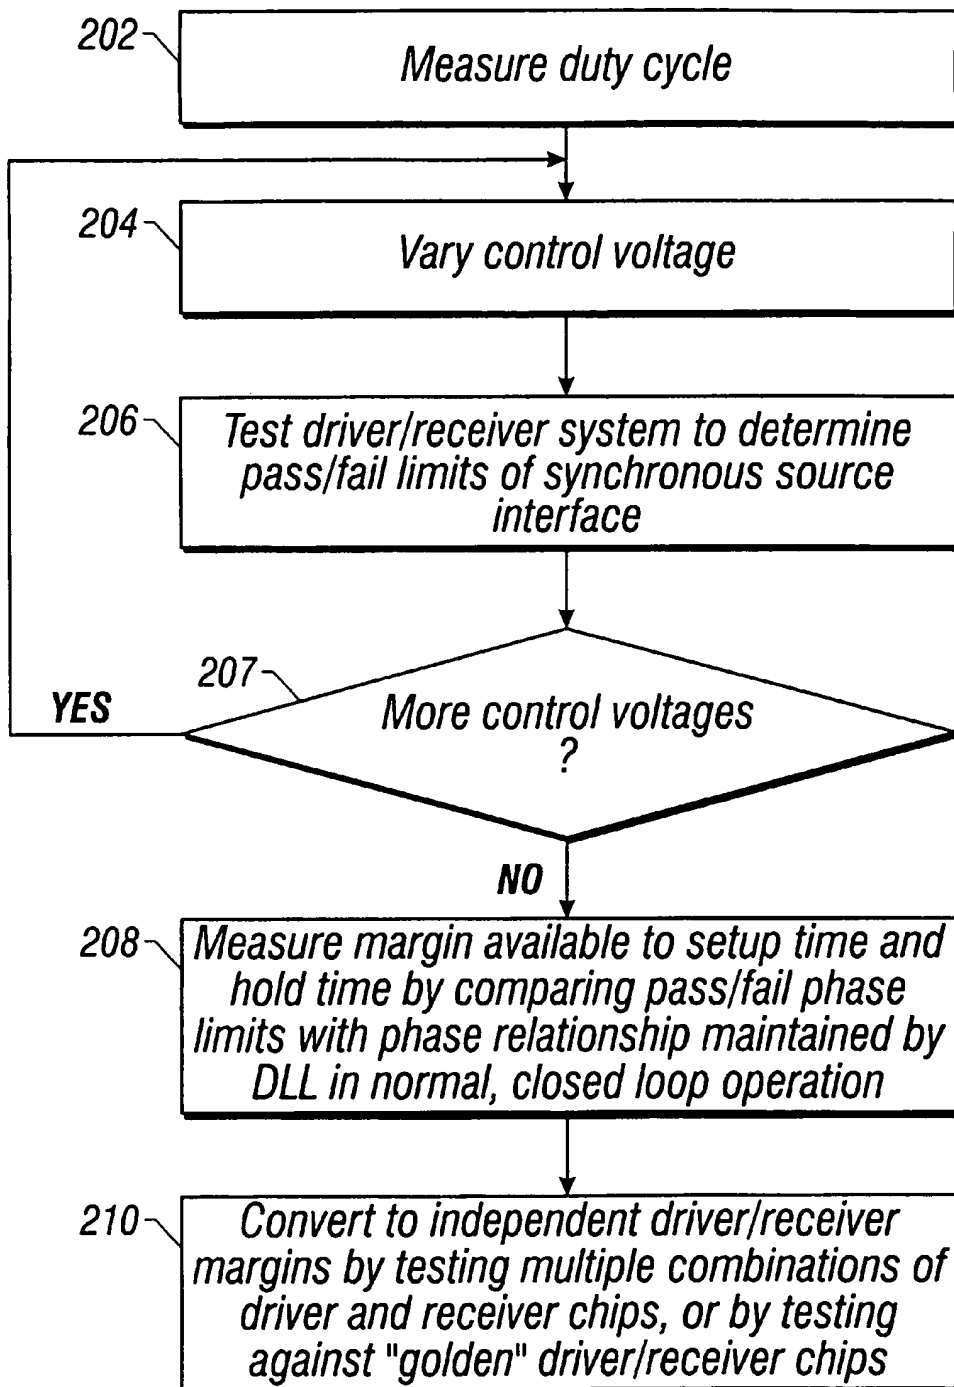 202
Measure duty cycle
204
Vary control voltage
206
Test driver/receiver system to determine
pass/fail limits of synchronous source
interface
207
YES
More control voltages
?
NO
208
Measure margin available to setup time and
hold time by comparing pass/fail phase
limits with phase relationship maintained by
DLL in normal, closed loop operation
210
Convert to independent driver/receiver
margins by testing multiple combinations of
driver and receiver chips, or by testing
against "golden" driver/receiver chips